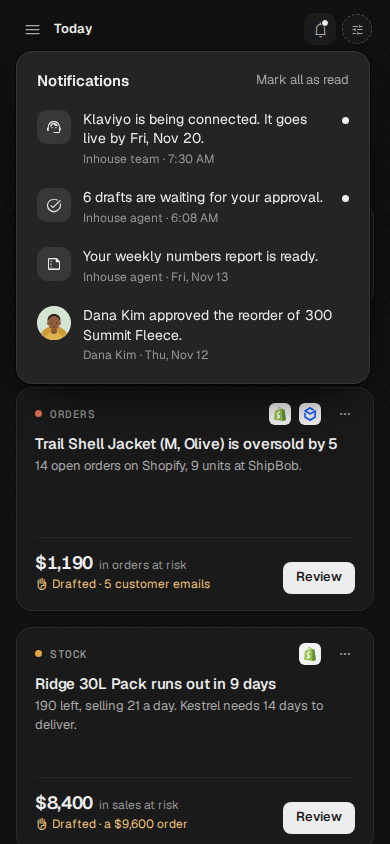 Today
Notifications
Mark all as read
Klaviyo is being connected. It goes
live by Fri, Nov 20.
Inhouse team · 7:30 AM
6 drafts are waiting for your approval.
Inhouse agent · 6:08 AM
Your weekly numbers report is ready.
Inhouse agent · Fri, Nov 13
Dana Kim approved the reorder of 300
Summit Fleece.
Dana Kim · Thu, Nov 12
ORDERS
Trail Shell Jacket (M, Olive) is oversold by 5
14 open orders on Shopify, 9 units at ShipBob.
$1,190 in orders at risk
Drafted · 5 customer emails
Review
STOCK
Ridge 30L Pack runs out in 9 days
190 left, selling 21 a day. Kestrel needs 14 days to
deliver.
$8,400 in sales at risk
Drafted · a $9,600 order
Review